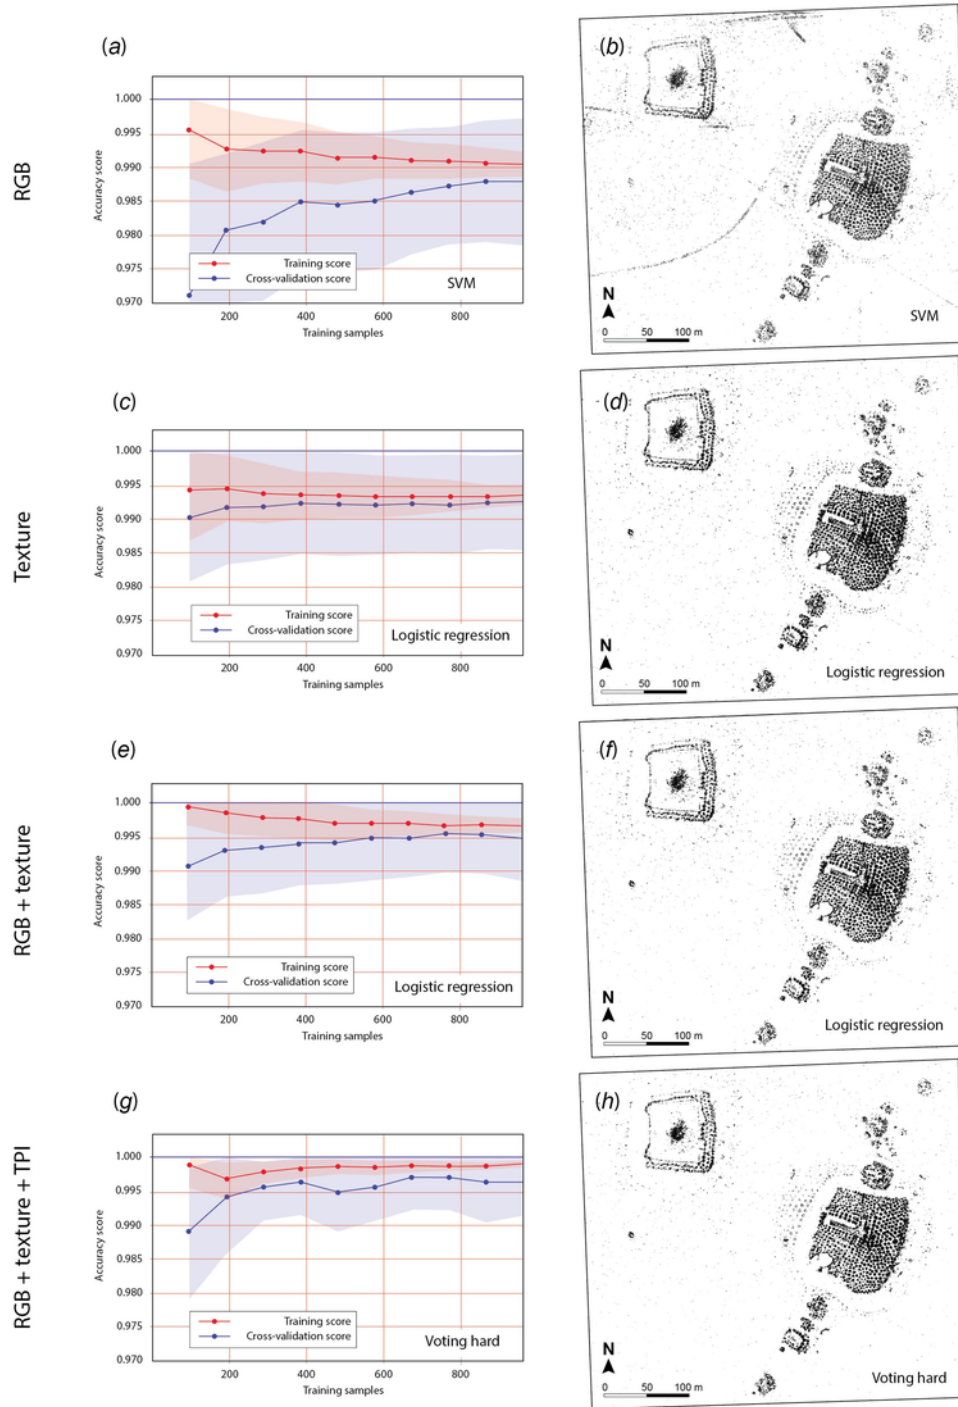 RGB
(a)
1.000
0.995
0.990
0.985
0.980
0.975
0.970
Accuracy score
Training score
Cross-validation score
SVM
200
400
600
800
Training samples
(b)
N
0 50 100 m
SVM
Texture
(c)
1.000
0.995
0.990
0.985
0.980
0.975
0.970
Accuracy score
Training score
Cross-validation score
Logistic regression
200
400
600
800
Training samples
(d)
N
0 50 100 m
Logistic regression
RGB + texture
(e)
1.000
0.995
0.990
0.985
0.980
0.975
0.970
Accuracy score
Training score
Cross-validation score
Logistic regression
200
400
600
800
Training samples
(f)
N
0 50 100 m
Logistic regression
RGB + texture + TPI
(g)
1.000
0.995
0.990
0.985
0.980
0.975
0.970
Accuracy score
Training score
Cross-validation score
Voting hard
200
400
600
800
Training samples
(h)
N
0 50 100 m
Voting hard